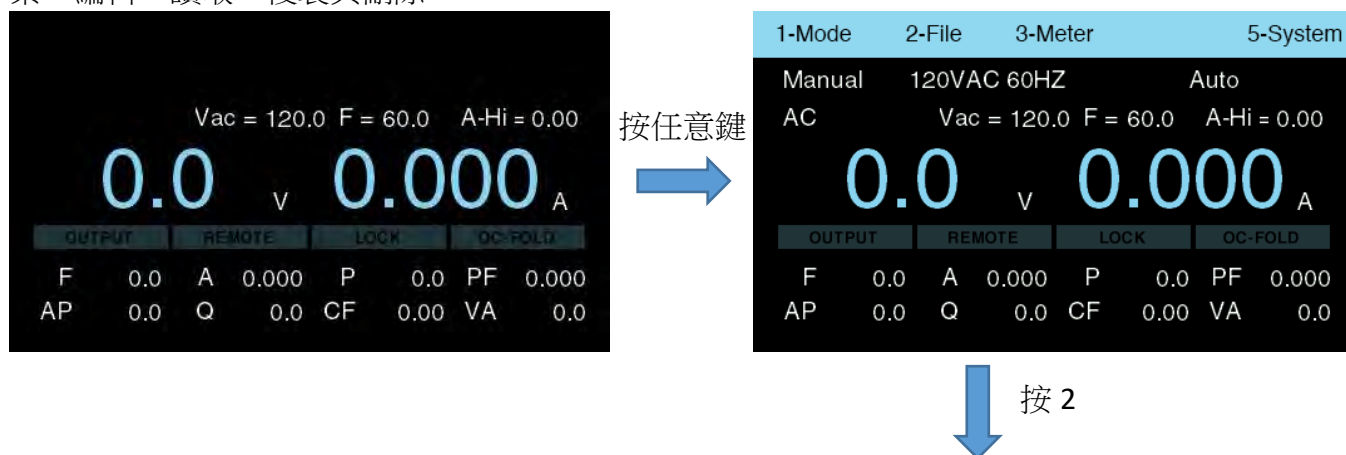 Vac = 120.0 F = 60.0 A-Hi = 0.00
0.0 V 0.000 A
OUTPUT REMOTE LOCK OC-FOLD
F 0.0 A 0.000 P 0.0 PF 0.000
AP 0.0 Q 0.0 CF 0.00 VA 0.0
按任意鍵
1-Mode 2-File 3-Meter 5-System
Manual 120VAC 60HZ Auto
AC Vac = 120.0 F = 60.0 A-Hi = 0.00
0.0 V 0.000 A
OUTPUT REMOTE LOCK OC-FOLD
F 0.0 A 0.000 P 0.0 PF 0.000
AP 0.0 Q 0.0 CF 0.00 VA 0.0
按 2